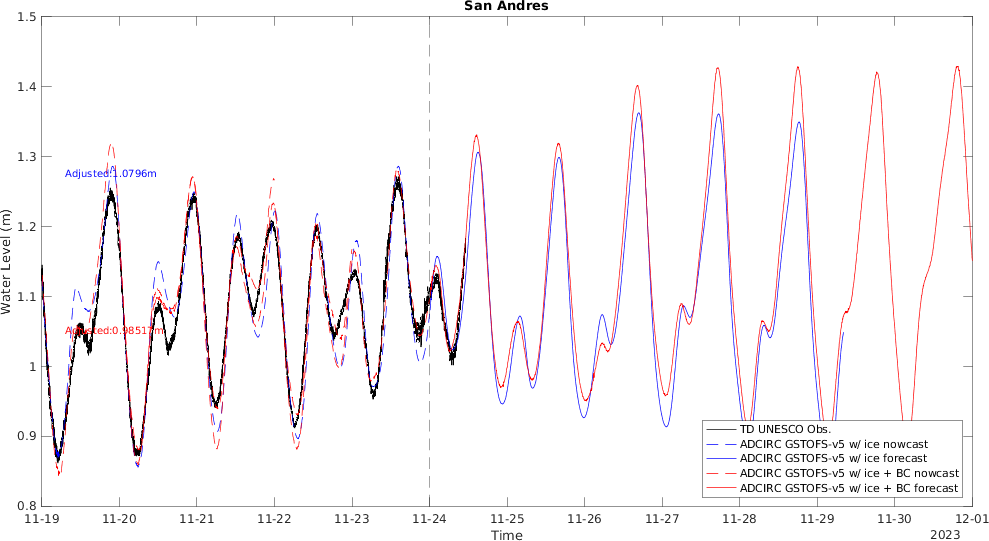 San Andres
1.5
1.4
1.3
1.2
1.1
1
0.9
0.8
Water Level (m)
Adjusted:1.0796m
Adjusted:0.98517m
TD UNESCO Obs.
ADCIRC GSTOFS-v5 w/ ice nowcast
ADCIRC GSTOFS-v5 w/ ice forecast
ADCIRC GSTOFS-v5 w/ ice + BC nowcast
ADCIRC GSTOFS-v5 w/ ice + BC forecast
11-19 11-20 11-21 11-22 11-23 11-24 11-25 11-26 11-27 11-28 11-29 11-30 12-01
Time
2023